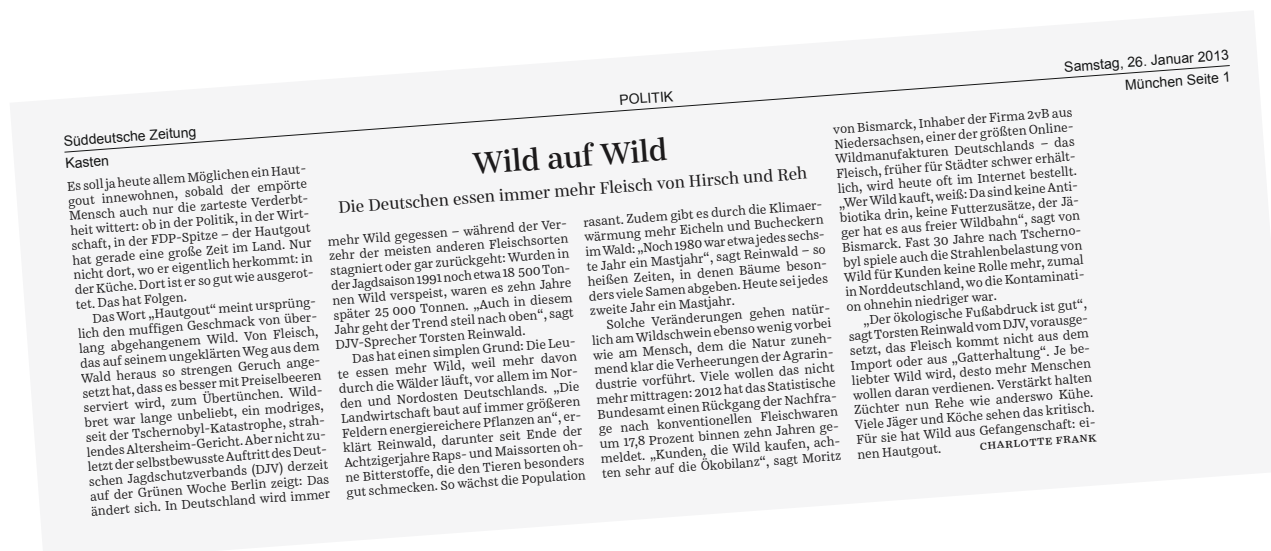 Süddeutsche Zeitung
POLITIK
Samstag, 26. Januar 2013
Kasten
München Seite 1
Wild auf Wild
Die Deutschen essen immer mehr Fleisch von Hirsch und Reh
Es soll ja heute allem Möglichen ein Haut-
gout innewohnen, sobald der empörte
Mensch auch nur die zarteste Verderbt-
heit wittert: ob in der Politik, in der Wirt-
schaft, in der FDP-Spitze – der Hautgout
hat gerade eine große Zeit im Land. Nur
nicht dort, wo er eigentlich herkommt: in
der Küche. Dort ist er so gut wie ausgerot-
tet. Das hat Folgen.
Das Wort „Hautgout“ meint ursprüng-
lich den muffigen Geschmack von über-
lang abgehangenem Wild. Von Fleisch,
das auf seinem ungeklärten Weg aus dem
Wald heraus so strengen Geruch ange-
setzt hat, dass es besser mit Preiselbeeren
serviert wird, zum Übertünchen. Wild-
bret war lange unbeliebt, ein modriges,
seit der Tschernobyl-Katastrophe, strah-
lendes Altersheim-Gericht. Aber nicht zu-
letzt der selbstbewusste Auftritt des Deut-
schen Jagdschutzverbands (DJV) derzeit
auf der Grünen Woche Berlin zeigt: Das
ändert sich. In Deutschland wird immer
mehr Wild gegessen – während der Ver-
zehr der meisten anderen Fleischsorten
stagniert oder gar zurückgeht: Wurden in
der Jagdsaison 1991 noch etwa 18 500 Ton-
nen Wild verspeist, waren es zehn Jahre
später 25 000 Tonnen. „Auch in diesem
Jahr geht der Trend steil nach oben“, sagt
DJV-Sprecher Torsten Reinwald.
Das hat einen simplen Grund: Die Leu-
te essen mehr Wild, weil mehr davon
durch die Wälder läuft, vor allem im Nor-
den und Nordosten Deutschlands. „Die
Landwirtschaft baut auf immer größeren
Feldern energiereichere Pflanzen an“, er-
klärt Reinwald, darunter seit Ende der
Achtzigerjahre Raps- und Maissorten oh-
ne Bitterstoffe, die den Tieren besonders
gut schmecken. So wächst die Population
rasant. Zudem gibt es durch die Klimaer-
wärmung mehr Eicheln und Bucheckern
im Wald: „Noch 1980 war etwa jedes sechs-
te Jahr ein Mastjahr“, sagt Reinwald – so
heißen Zeiten, in denen Bäume beson-
ders viele Samen abgeben. Heute sei jedes
zweite Jahr ein Mastjahr.
Solche Veränderungen gehen natür-
lich am Wildschwein ebenso wenig vorbei
wie am Menschen, dem die Natur zuneh-
mend klar die Verheerungen der Agrarin-
dustrie vorführt. Viele wollen das nicht
mehr mittragen: 2012 hat das Statistische
Bundesamt einen Rückgang der Nachfra-
ge nach konventionellen Fleischwaren
um 17,8 Prozent binnen zehn Jahren ge-
meldet. „Kunden, die Wild kaufen, ach-
ten sehr auf die Ökobilanz“, sagt Moritz
von Bismarck, Inhaber der Firma 2vB aus
Niedersachsen, einer der größten Online-
Wildmanufakturen Deutschlands – das
Fleisch, früher für Städter schwer erhält-
lich, wird heute oft im Internet bestellt.
„Wer Wild kauft, weiß: Da sind keine Anti-
biotika drin, keine Futterzusätze, der Jä-
ger hat es aus freier Wildbahn“, sagt von
Bismarck. Fast 30 Jahre nach Tscherno-
byl spiele auch die Strahlenbelastung von
Wild für Kunden keine Rolle mehr, zumal
in Norddeutschland, wo die Kontaminati-
on ohnehin niedriger war.
„Der ökologische Fußabdruck ist gut“,
sagt Torsten Reinwald vom DJV, vorausge-
setzt, das Fleisch kommt nicht aus dem
Import oder aus „Gatterhaltung“. Je be-
liebter Wild wird, desto mehr Menschen
wollen daran verdienen. Verstärkt halten
Züchter nun Rehe wie anderswo Kühe.
Viele Jäger und Köche sehen das kritisch.
Für sie hat Wild aus Gefangenschaft: ei-
nen Hautgout. CHARLOTTE FRANK